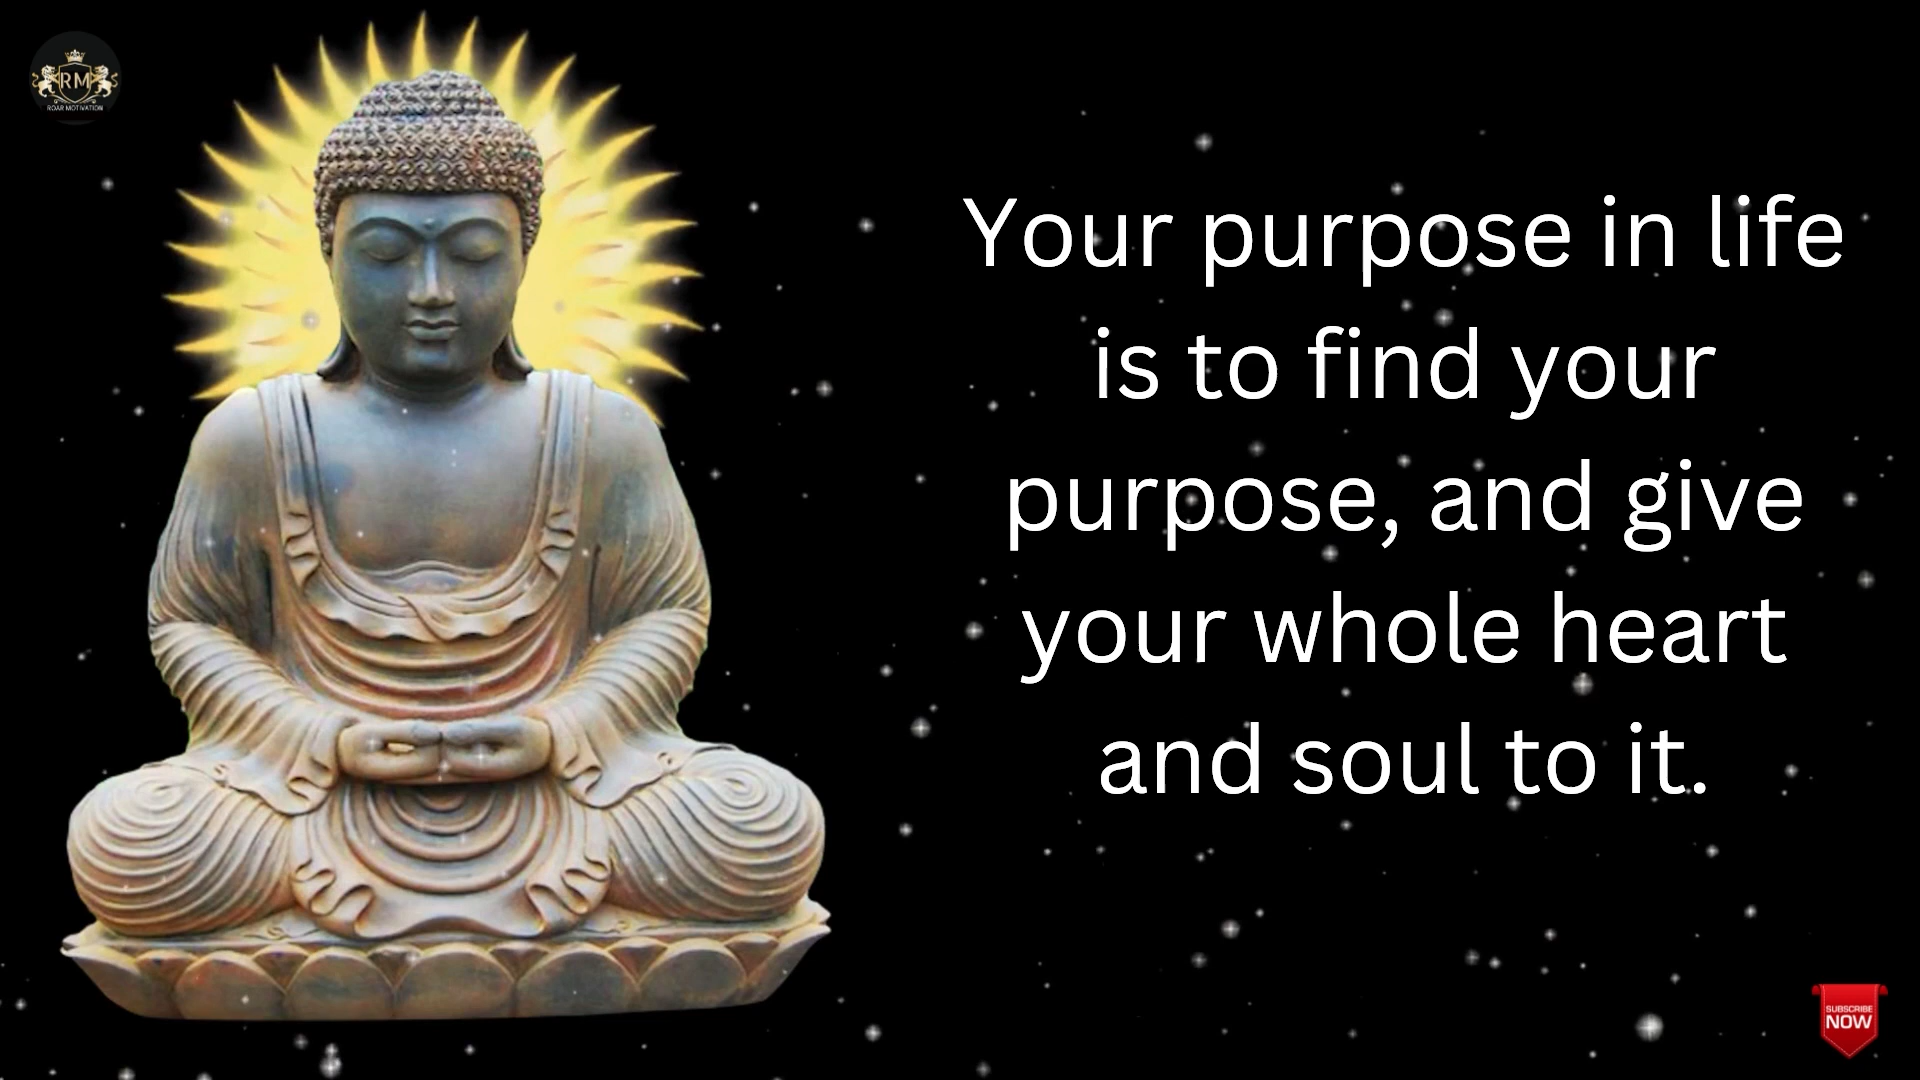 RM
ROAR MOTIVATION
Your purpose in life
is to find your
purpose, and give
your whole heart
and soul to it.
SUBSCRIBE
NOW